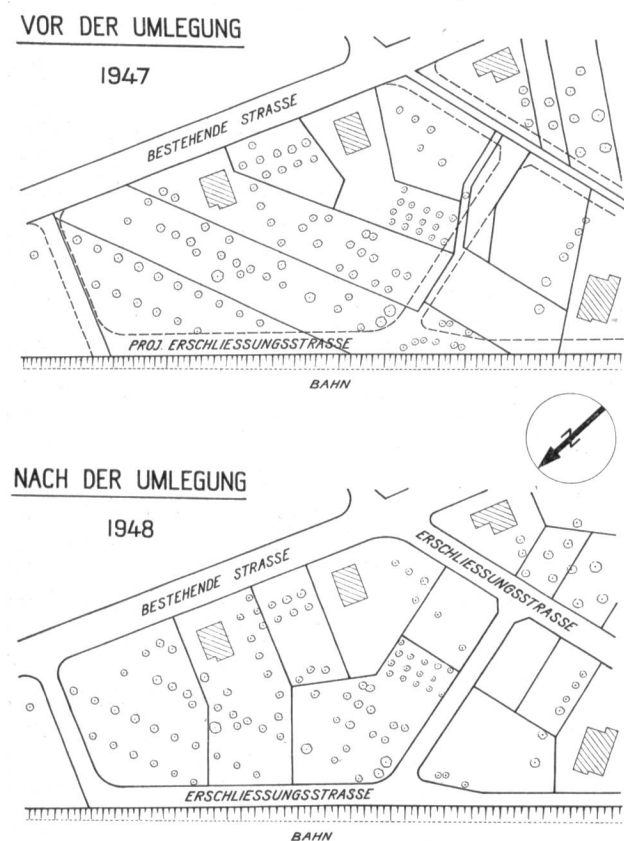 VOR DER UMLEGUNG
1947
BESTEHENDE STRASSE
PROJ. ERSCHLIESSUNGSSTRASSE
BAHN
N
NACH DER UMLEGUNG
1948
BESTEHENDE STRASSE
ERSCHLIESSUNGSSTRASSE
ERSCHLIESSUNGSSTRASSE
BAHN